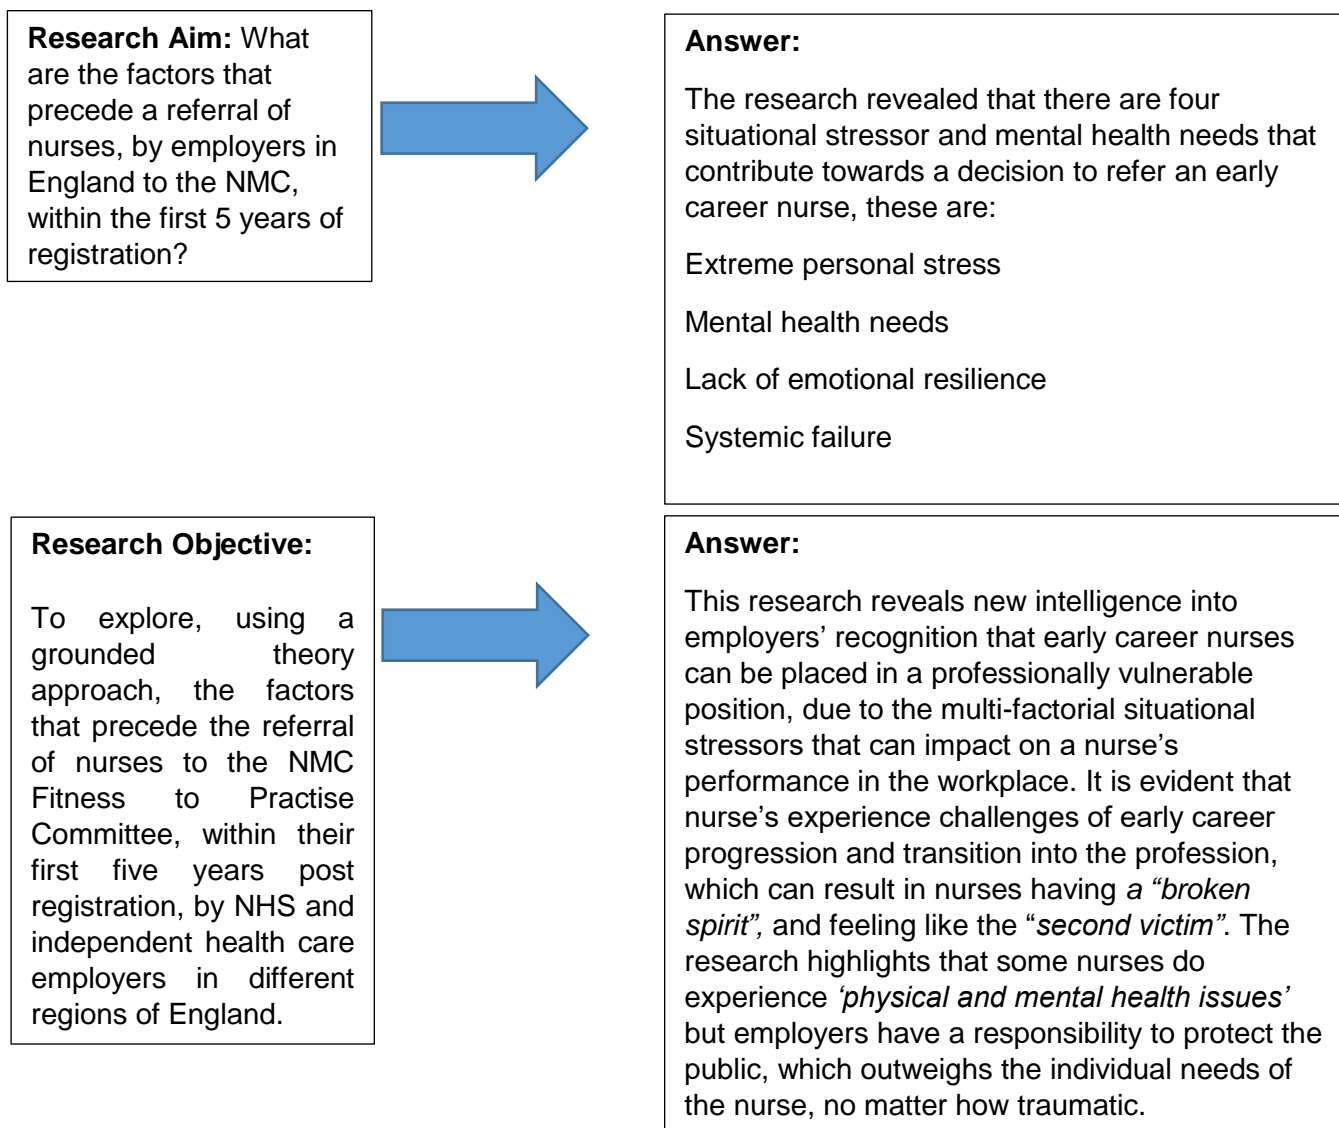 Research Aim: What
are the factors that
precede a referral of
nurses, by employers in
England to the NMC,
within the first 5 years of
registration?
Answer:
The research revealed that there are four
situational stressor and mental health needs that
contribute towards a decision to refer an early
career nurse, these are:
Extreme personal stress
Mental health needs
Lack of emotional resilience
Systemic failure
Research Objective:
To explore, using a
grounded theory
approach, the factors
that precede the referral
of nurses to the NMC
Fitness to Practise
Committee, within their
first five years post
registration, by NHS and
independent health care
employers in different
regions of England.
Answer:
This research reveals new intelligence into
employers’ recognition that early career nurses
can be placed in a professionally vulnerable
position, due to the multi-factorial situational
stressors that can impact on a nurse’s
performance in the workplace. It is evident that
nurse’s experience challenges of early career
progression and transition into the profession,
which can result in nurses having a “broken
spirit”, and feeling like the “second victim”. The
research highlights that some nurses do
experience ‘physical and mental health issues’
but employers have a responsibility to protect the
public, which outweighs the individual needs of
the nurse, no matter how traumatic.